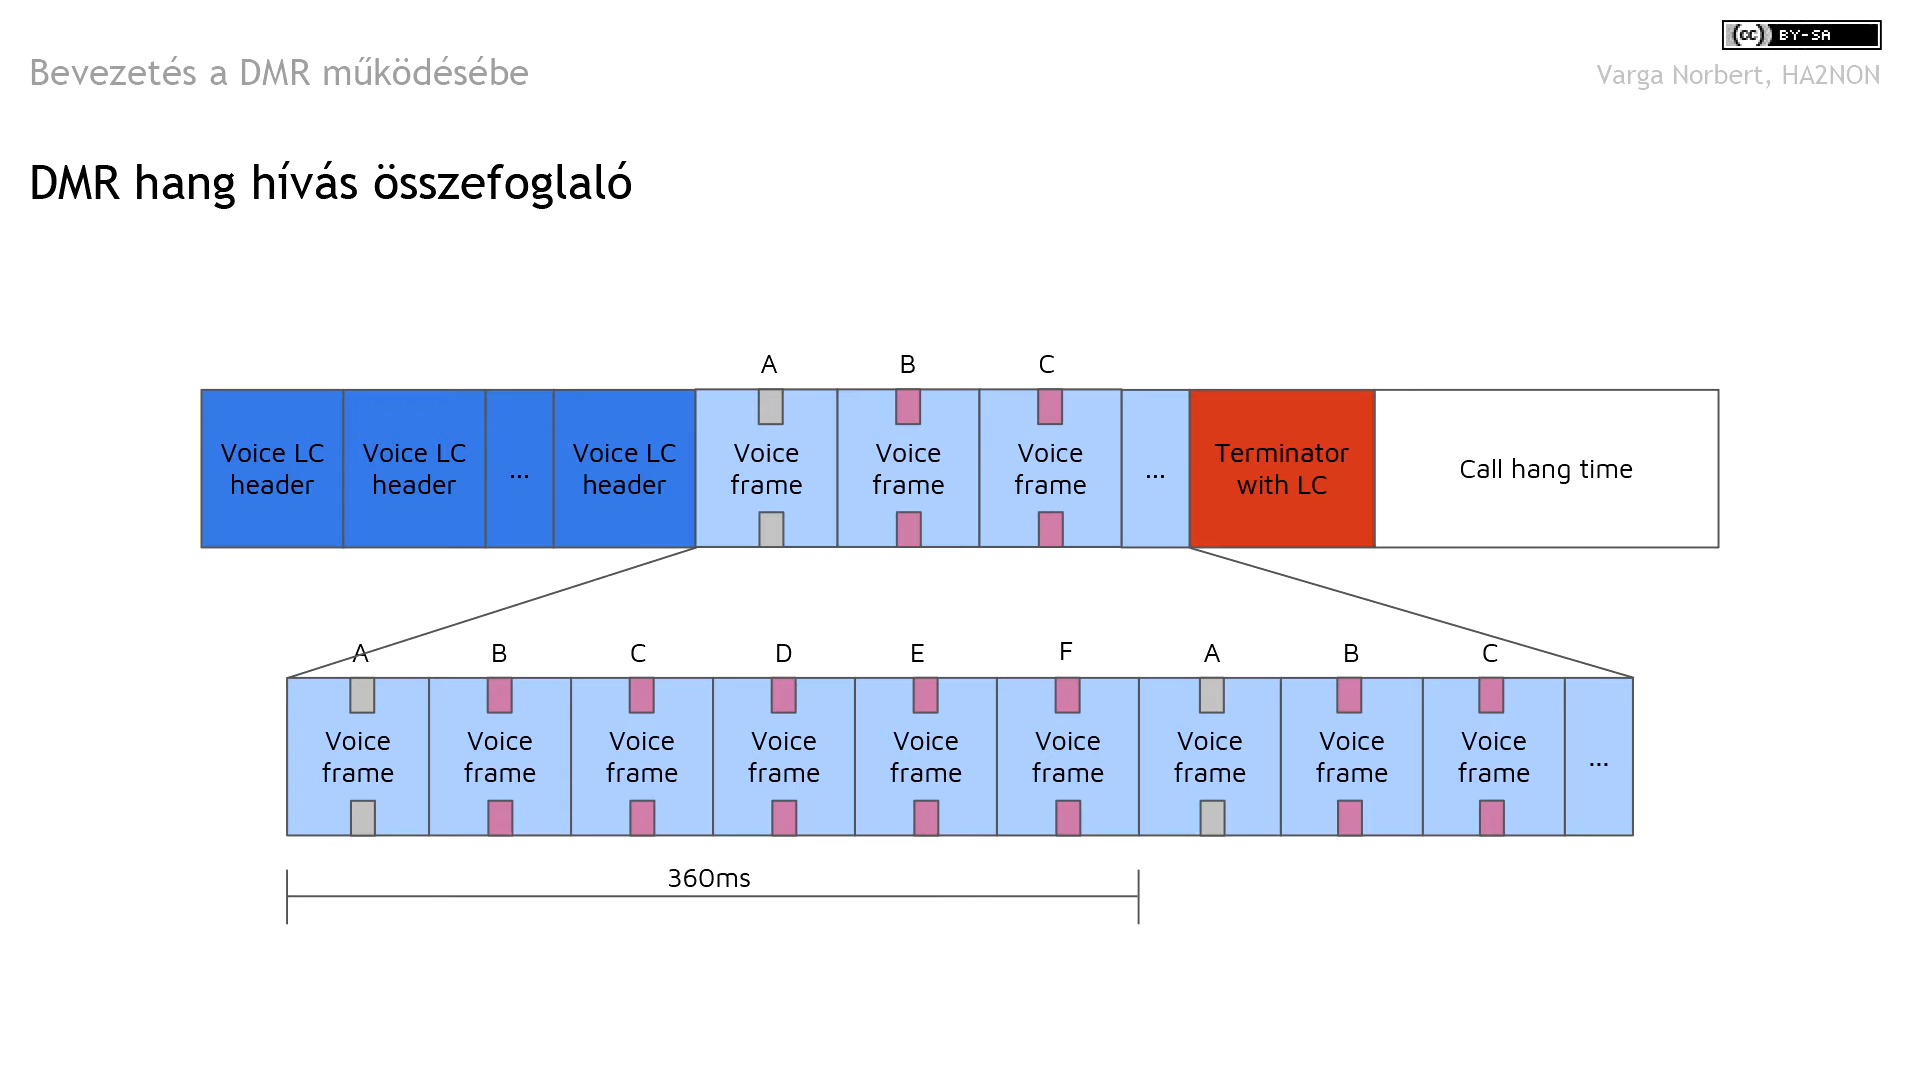 BY-SA
Bevezetés a DMR működésébe
Varga Norbert, HA2NON
DMR hang hívás összefoglaló
A B C
Voice LC header
Voice LC header
...
Voice LC header
Voice frame
Voice frame
Voice frame
...
Terminator with LC
Call hang time
A B C D E F A B C
Voice frame
Voice frame
Voice frame
Voice frame
Voice frame
Voice frame
Voice frame
Voice frame
Voice frame
...
360ms